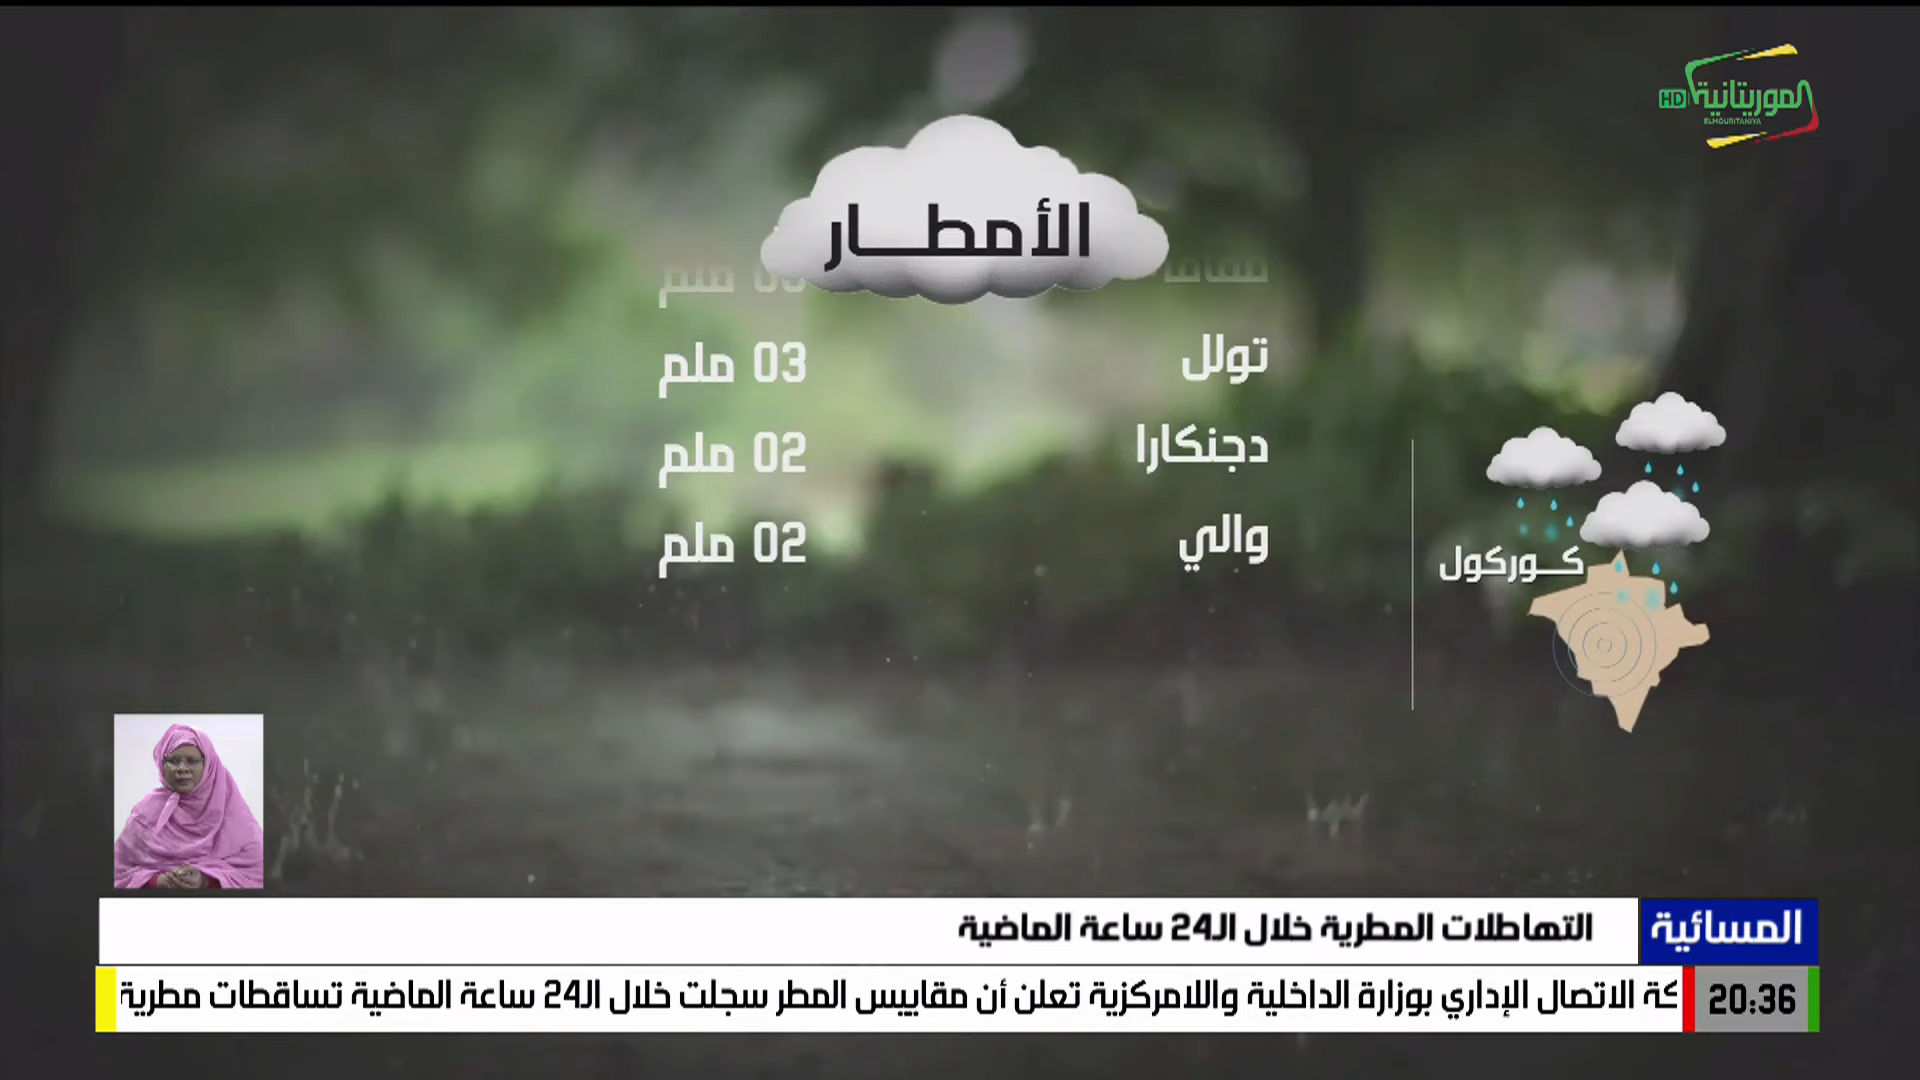 الموريتانية
HD
ELMOURITANIYA
الأمطـــار
ملم
تولل 03 ملم
دجنكارا 02 ملم
والي 02 ملم
كـــوركول
المسائية
التهاطلات المطرية خلال الـ24 ساعة الماضية
20:36
كة الاتصال الإداري بوزارة الداخلية واللامركزية تعلن أن مقاييس المطر سجلت خلال الـ24 ساعة الماضية تساقطات مطرية